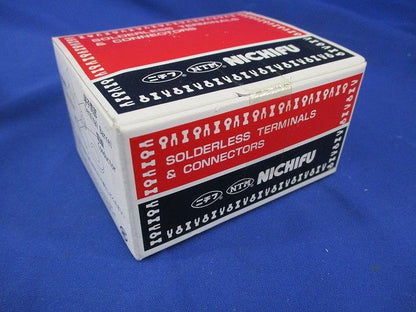 SOLDERLESS TERMINALS
& CONNECTORS
ニチフ NTM NICHIFU
SOLDERLESS TERMINALS
& CONNECTORS
ニチフ NTM NICHIFU